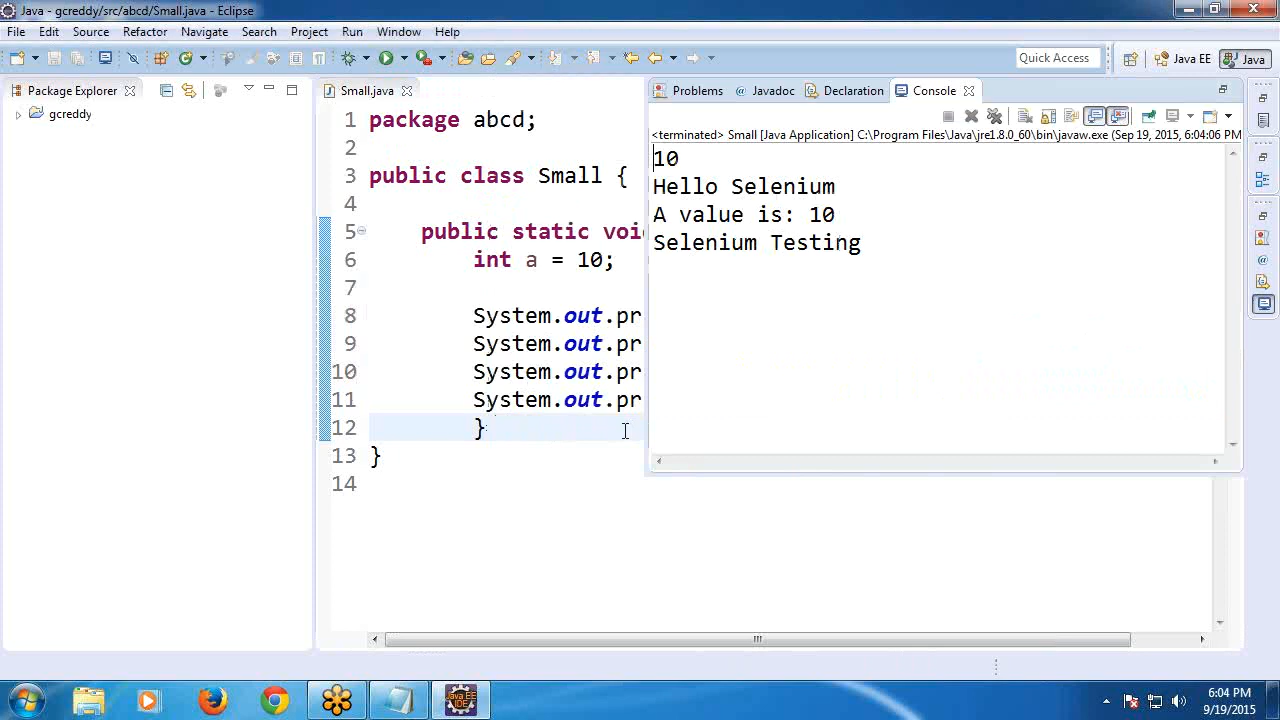 Java - gcreddy/src/abcd/Small.java - Eclipse
File Edit Source Refactor Navigate Search Project Run Window Help
Quick Access
Java EE
Java
Package Explorer
gcreddy
Small.java
1 package abcd;
2
3 public class Small {
4
5 public static voi
6 int a = 10;
7
8 System.out.pr
9 System.out.pr
10 System.out.pr
11 System.out.pr
12 }
13 }
14
Problems Javadoc Declaration Console
<terminated> Small [Java Application] C:\Program Files\Java\jre1.8.0_60\bin\javaw.exe (Sep 19, 2015, 6:04:06 PM
10
Hello Selenium
A value is: 10
Selenium Testing
Java EE
IDE
6:04 PM
9/19/2015